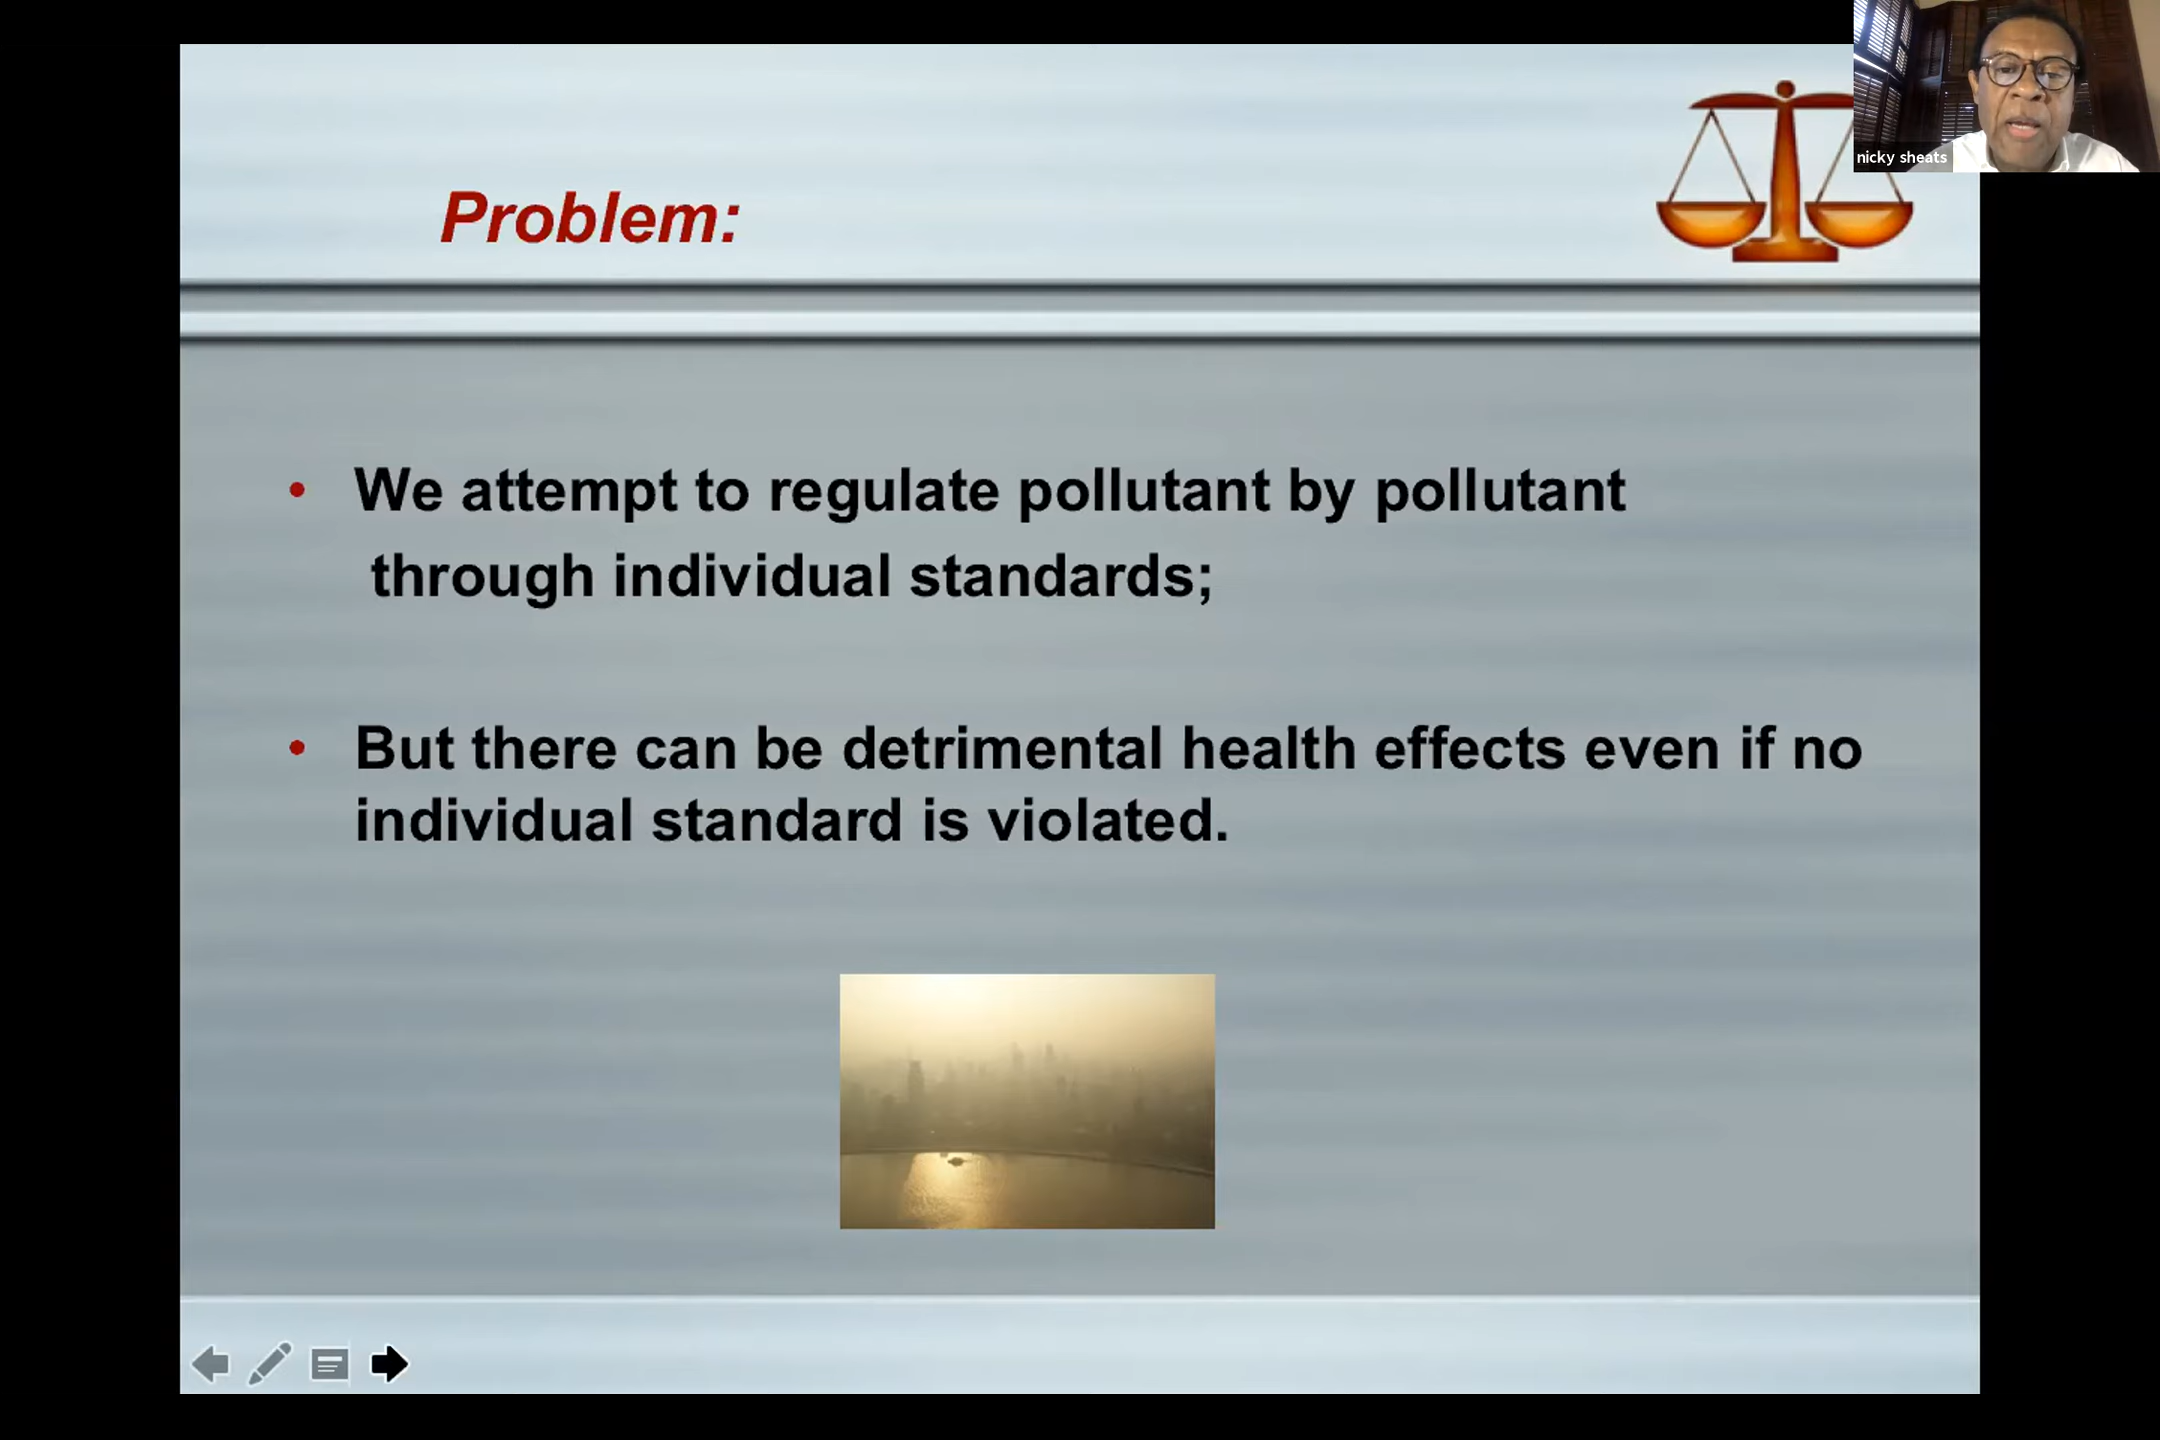 nicky sheats
Problem:
• We attempt to regulate pollutant by pollutant
through individual standards;
• But there can be detrimental health effects even if no
individual standard is violated.